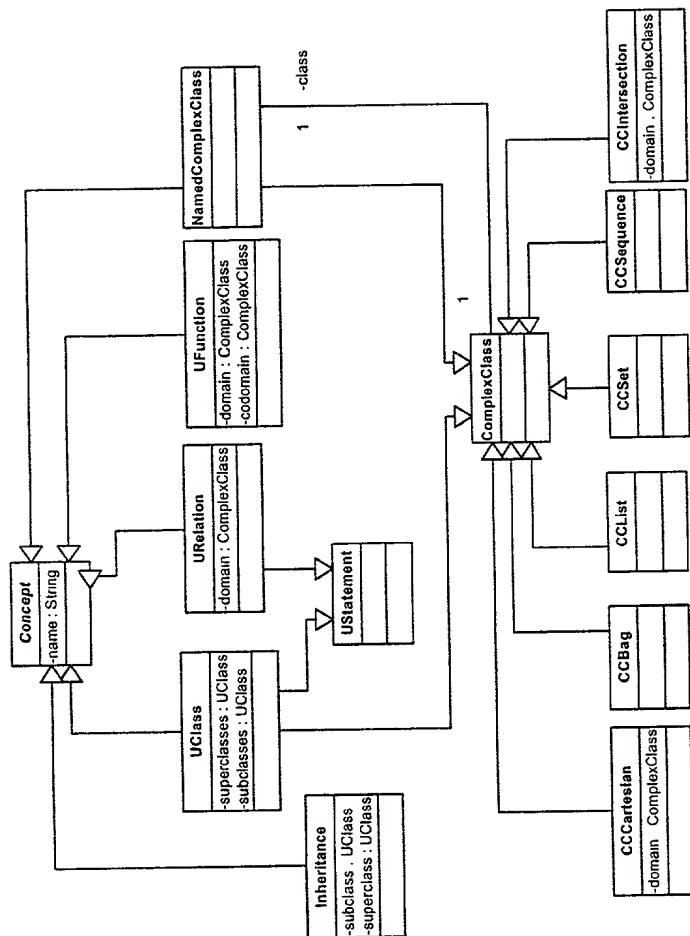 Concept
-name : String
Inheritance
-subclass . UClass
-superclass : UClass
UClass
-superclasses : UClass
-subclasses : UClass
URelation
-domain : ComplexClass
UFunction
-domain : ComplexClass
-codomain : ComplexClass
NamedComplexClass
1
-class
UStatement
1
ComplexClass
CCCartesian
-domain ComplexClass
CCBag
CCList
CCSet
CCSequence
CCIntersection
-domain . ComplexClass